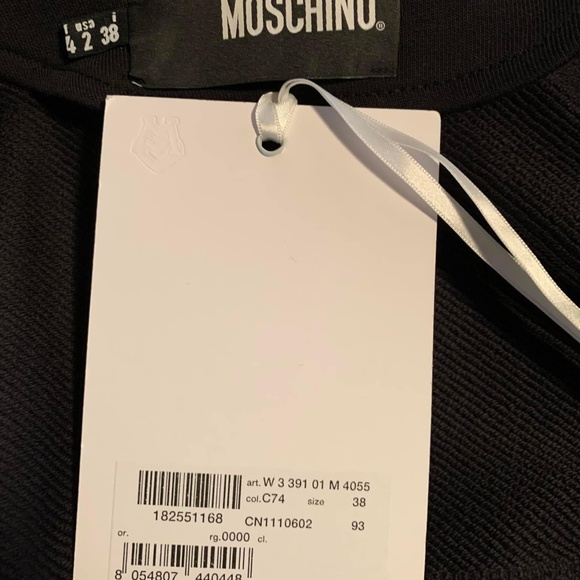 usa i
4 2 38
MOSCHINO®
art. W 3 391 01 M 4055
col. C74 size 38
182551168 CN1110602 93
or. rg. 0000 cl.
8 054807 440448